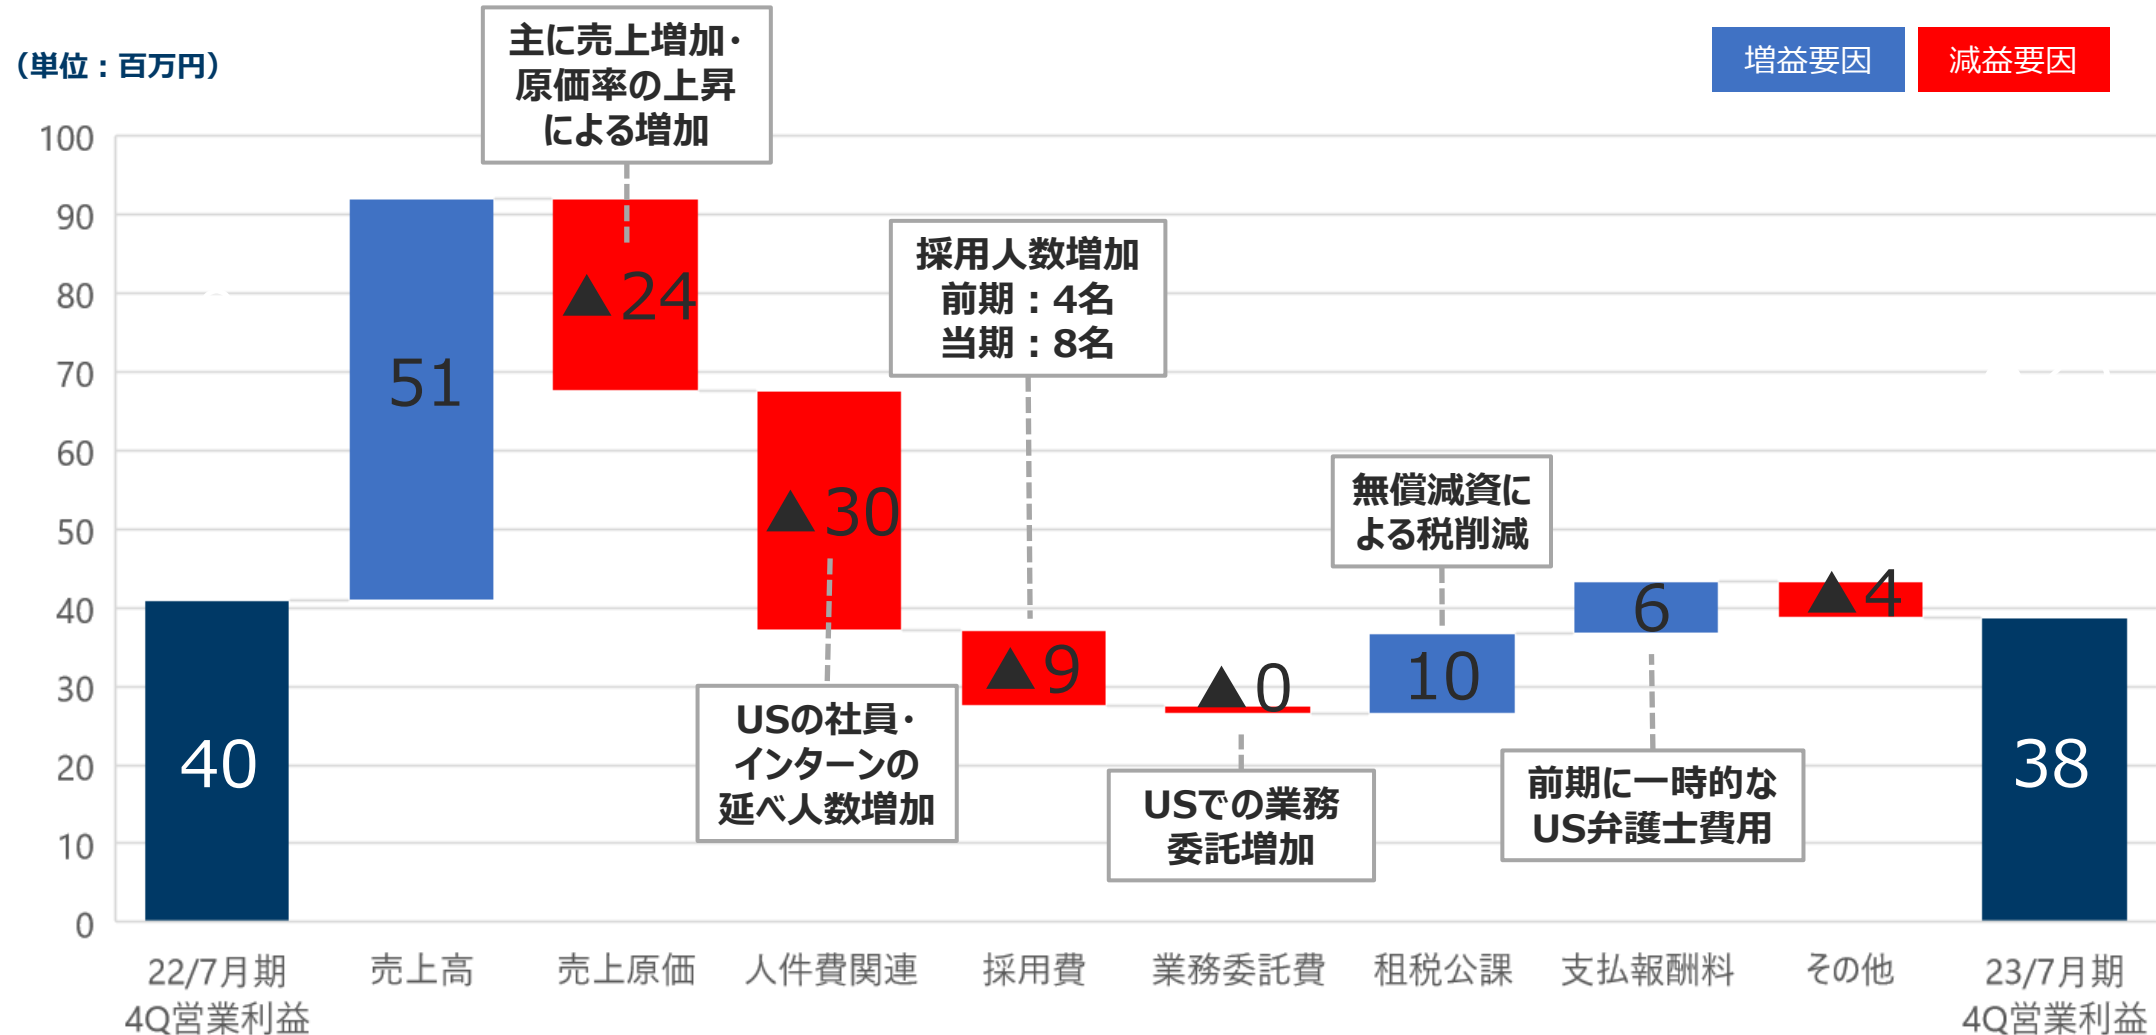 （単位：百万円）
主に売上増加・
原価率の上昇
による増加
増益要因
減益要因
100
90
80
70
60
50
40
30
20
10
0
40
51
▲24
▲30
▲9
▲0
10
6
▲4
38
採用人数増加
前期：4名
当期：8名
無償減資に
よる税削減
USの社員・
インターンの
延べ人数増加
USでの業務
委託増加
前期に一時的な
US弁護士費用
22/7月期
4Q営業利益
売上高
売上原価
人件費関連
採用費
業務委託費
租税公課
支払報酬料
その他
23/7月期
4Q営業利益